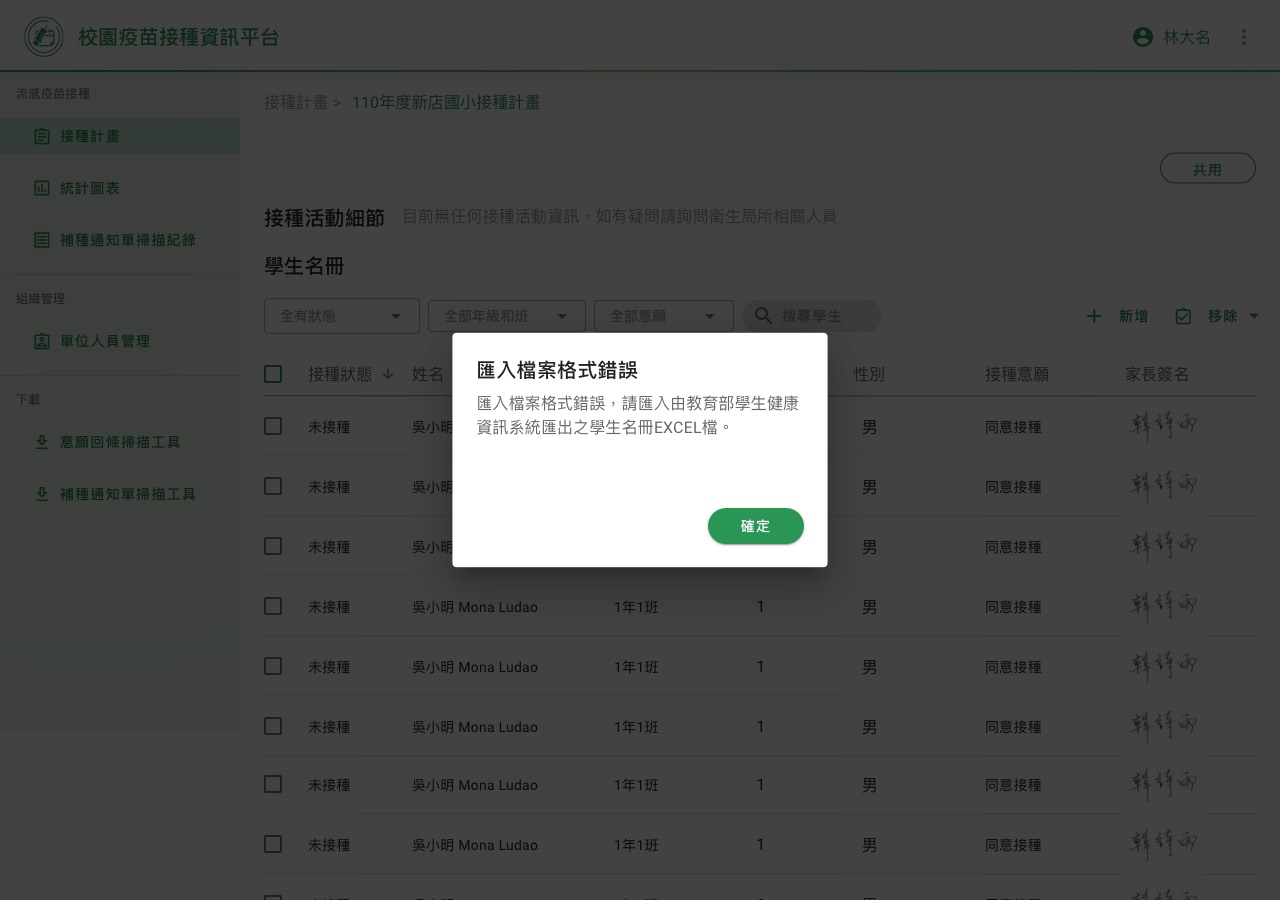 校園疫苗接種資訊平台
林大名
流感疫苗接種
接種計畫
統計圖表
補種通知單掃描紀錄
組織管理
單位人員管理
下載
意願回條掃描工具
補種通知單掃描工具
接種計畫 > 110年度新店國小接種計畫
共用
接種活動細節 目前無任何接種活動資訊，如有疑問請詢問衛生局所相關人員
學生名冊
全有狀態 全部年級和班 全部意願 搜尋學生 新增 移除
接種狀態 姓名 性別 接種意願 家長簽名
未接種 吳小明 男 同意接種 韓詩雨
未接種 吳小明 男 同意接種 韓詩雨
未接種 吳小明 男 同意接種 韓詩雨
未接種 吳小明 Mona Ludao 1年1班 1 男 同意接種 韓詩雨
未接種 吳小明 Mona Ludao 1年1班 1 男 同意接種 韓詩雨
未接種 吳小明 Mona Ludao 1年1班 1 男 同意接種 韓詩雨
未接種 吳小明 Mona Ludao 1年1班 1 男 同意接種 韓詩雨
未接種 吳小明 Mona Ludao 1年1班 1 男 同意接種 韓詩雨
匯入檔案格式錯誤
匯入檔案格式錯誤，請匯入由教育部學生健康
資訊系統匯出之學生名冊EXCEL檔。
確定